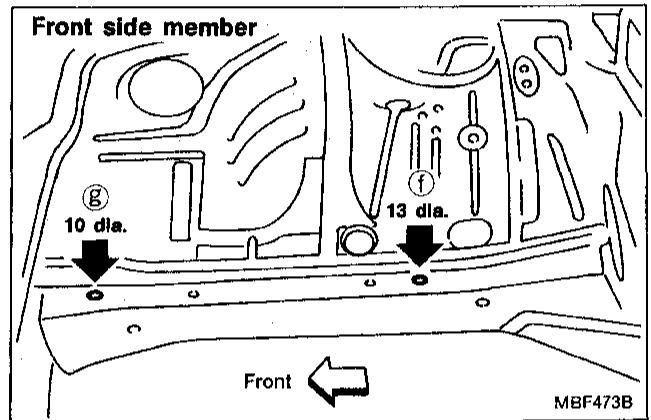 Front side member
ⓖ
10 dia.
ⓕ
13 dia.
Front
MBF473B